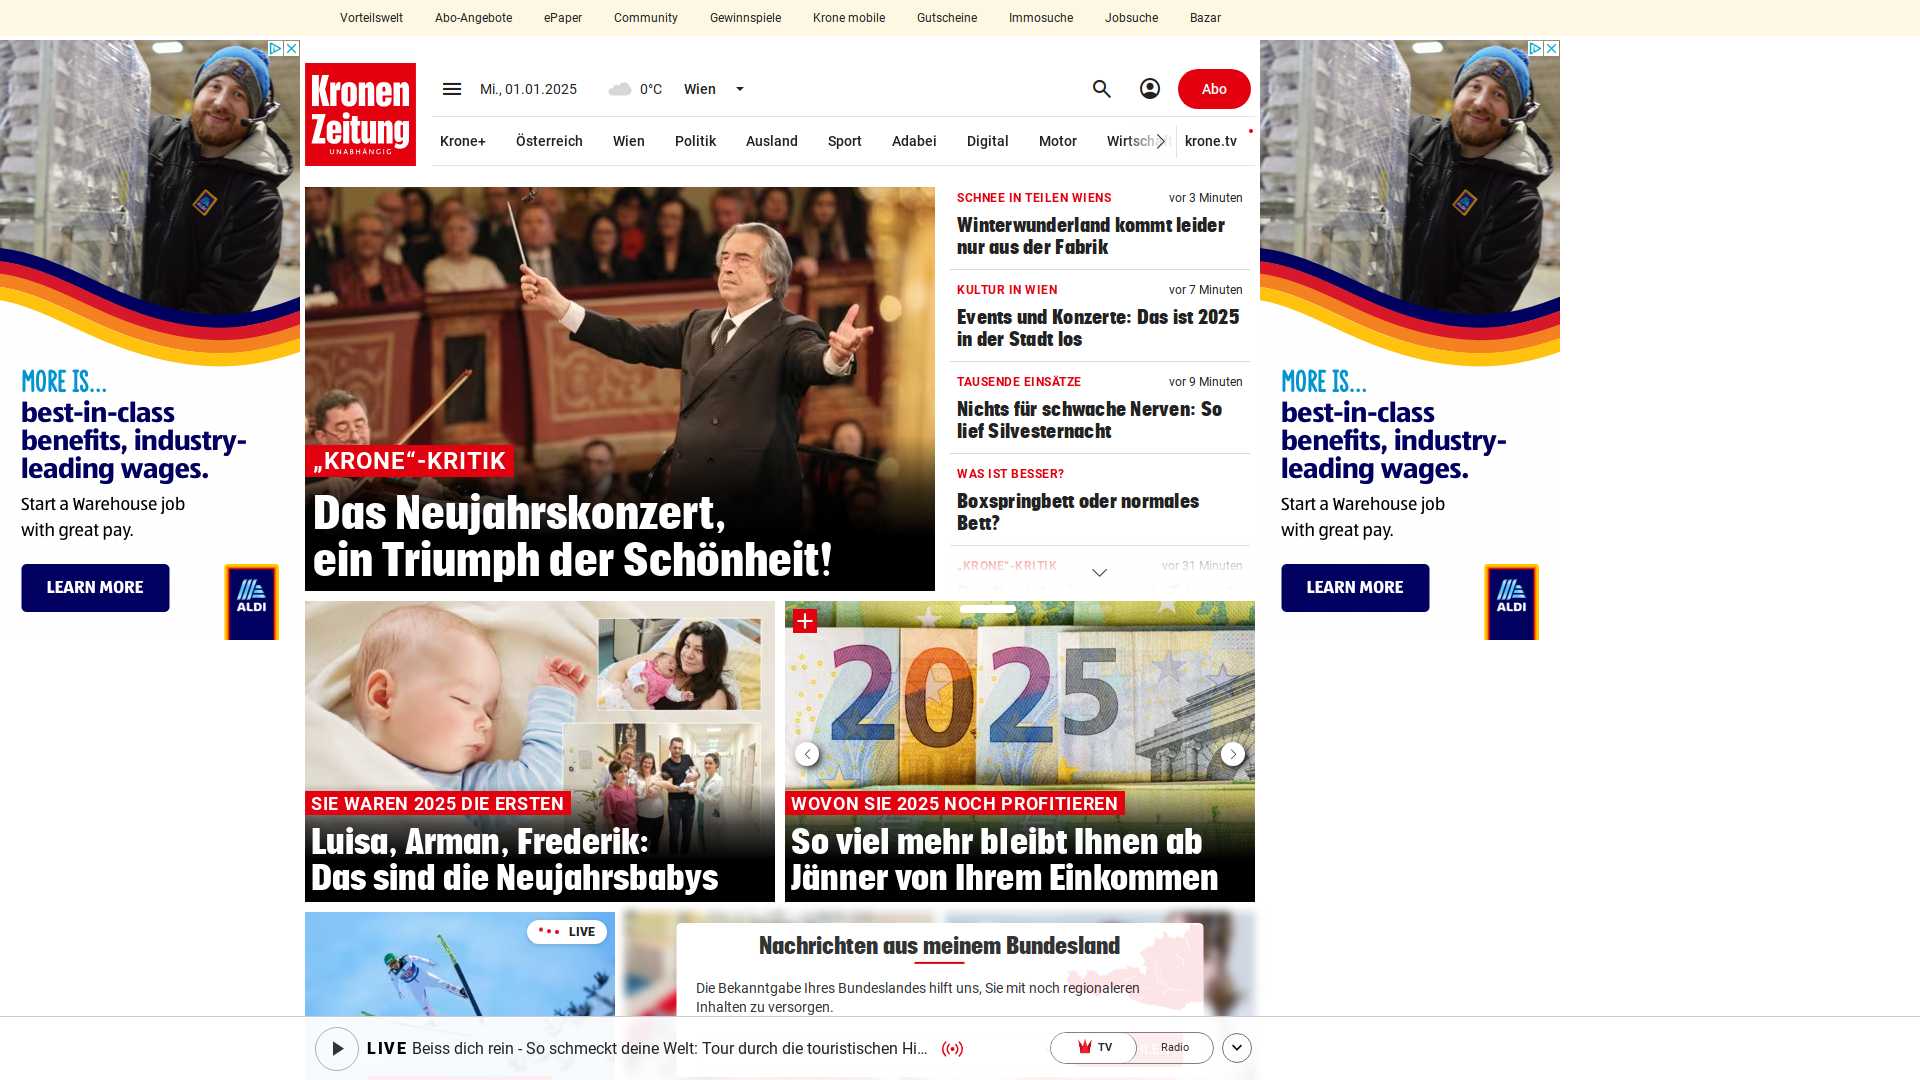 Vorteilswelt
Abo-Angebote
ePaper
Community
Gewinnspiele
Krone mobile
Gutscheine
Immosuche
Jobsuche
Bazar
Kronen
Zeitung
UNABHÄNGIG
Mi., 01.01.2025
0°C
Wien
Abo
Krone+
Österreich
Wien
Politik
Ausland
Sport
Adabei
Digital
Motor
krone.tv
MORE IS...
best-in-class
benefits, industry-
leading wages.
Start a Warehouse job
with great pay.
LEARN MORE
ALDI
„KRONE“-KRITIK
Das Neujahrskonzert,
ein Triumph der Schönheit!
SCHNEE IN TEILEN WIENS
vor 3 Minuten
Winterwunderland kommt leider
nur aus der Fabrik
KULTUR IN WIEN
vor 7 Minuten
Events und Konzerte: Das ist 2025
in der Stadt los
TAUSENDE EINSÄTZE
vor 9 Minuten
Nichts für schwache Nerven: So
lief Silvesternacht
WAS IST BESSER?
Boxspringbett oder normales
Bett?
„KRONE“-KRITIK
vor 31 Minuten
MORE IS...
best-in-class
benefits, industry-
leading wages.
Start a Warehouse job
with great pay.
LEARN MORE
ALDI
SIE WAREN 2025 DIE ERSTEN
Luisa, Arman, Frederik:
Das sind die Neujahrsbabys
2025
WOVON SIE 2025 NOCH PROFITIEREN
So viel mehr bleibt Ihnen ab
Jänner von Ihrem Einkommen
LIVE
Nachrichten aus meinem Bundesland
Die Bekanntgabe Ihres Bundeslandes hilft uns, Sie mit noch regionaleren
Inhalten zu versorgen.
LIVE Beiss dich rein - So schmeckt deine Welt: Tour durch die touristischen Hi...
TV
Radio